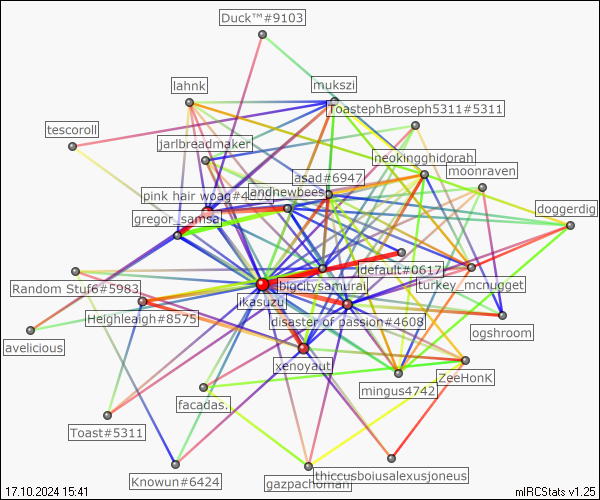 Duck™#9103
lahnk
mukszi
ToastephBroseph5311#5311
tescoroll
jarlbreadmaker
neokingghidorah
moonraven
asad#6947
pink hair woag#4
andnewbees
doggerdig
gregor_samsa
default#0617
turkey_mcnugget
Random Stuf6#5983
bigcitysamurai
ikasuzu
Heighleaigh#8575
disaster of passion#4608
ogshroom
avelicious
xenoyaut
ZeeHonK
mingus4742
facadas.
Toast#5311
Knowun#6424
thiccusboiusalexusjoneus
gazpachoman
17.10.2024 15:41
mIRCStats v1.25